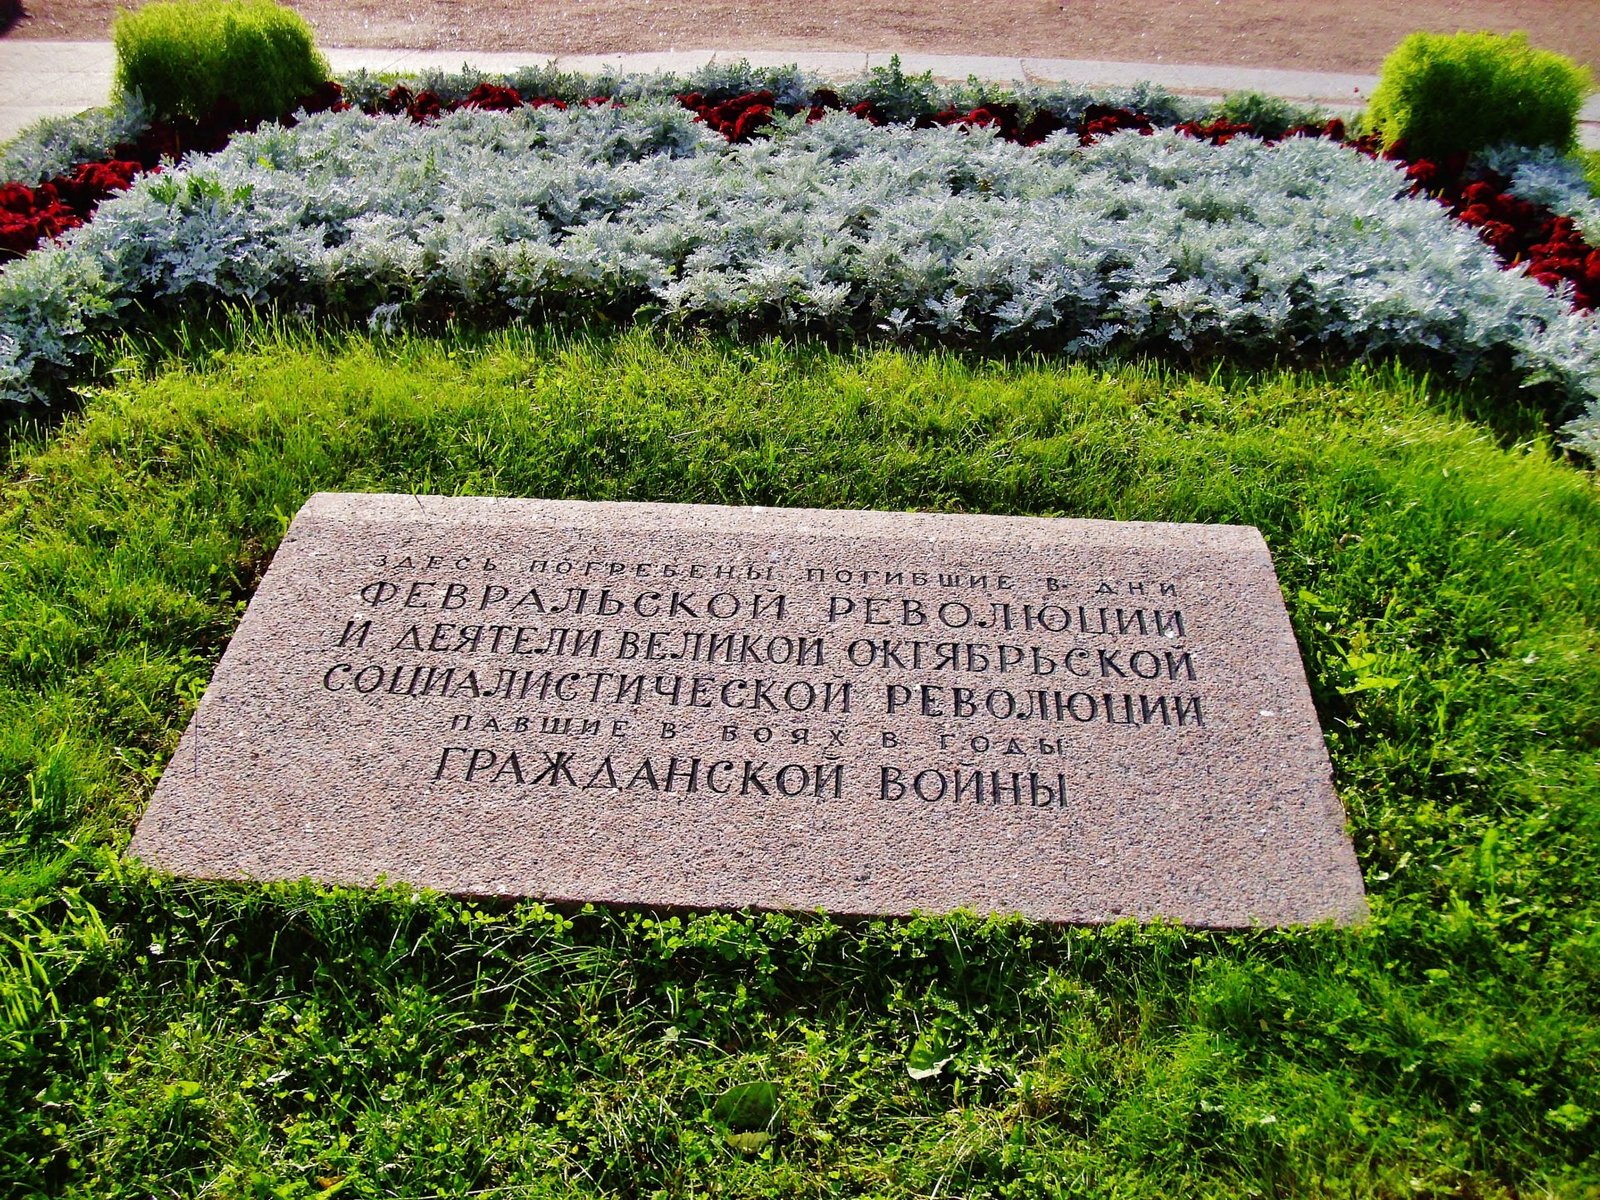 ЗДЕСЬ ПОГРЕБЕНЫ ПОГИБШИЕ В ДНИ
ФЕВРАЛЬСКОЙ РЕВОЛЮЦИИ
И ДЕЯТЕЛИ ВЕЛИКОЙ ОКТЯБРЬСКОЙ
СОЦИАЛИСТИЧЕСКОЙ РЕВОЛЮЦИИ
ПАВШИЕ В БОЯХ В ГОДЫ
ГРАЖДАНСКОЙ ВОЙНЫ